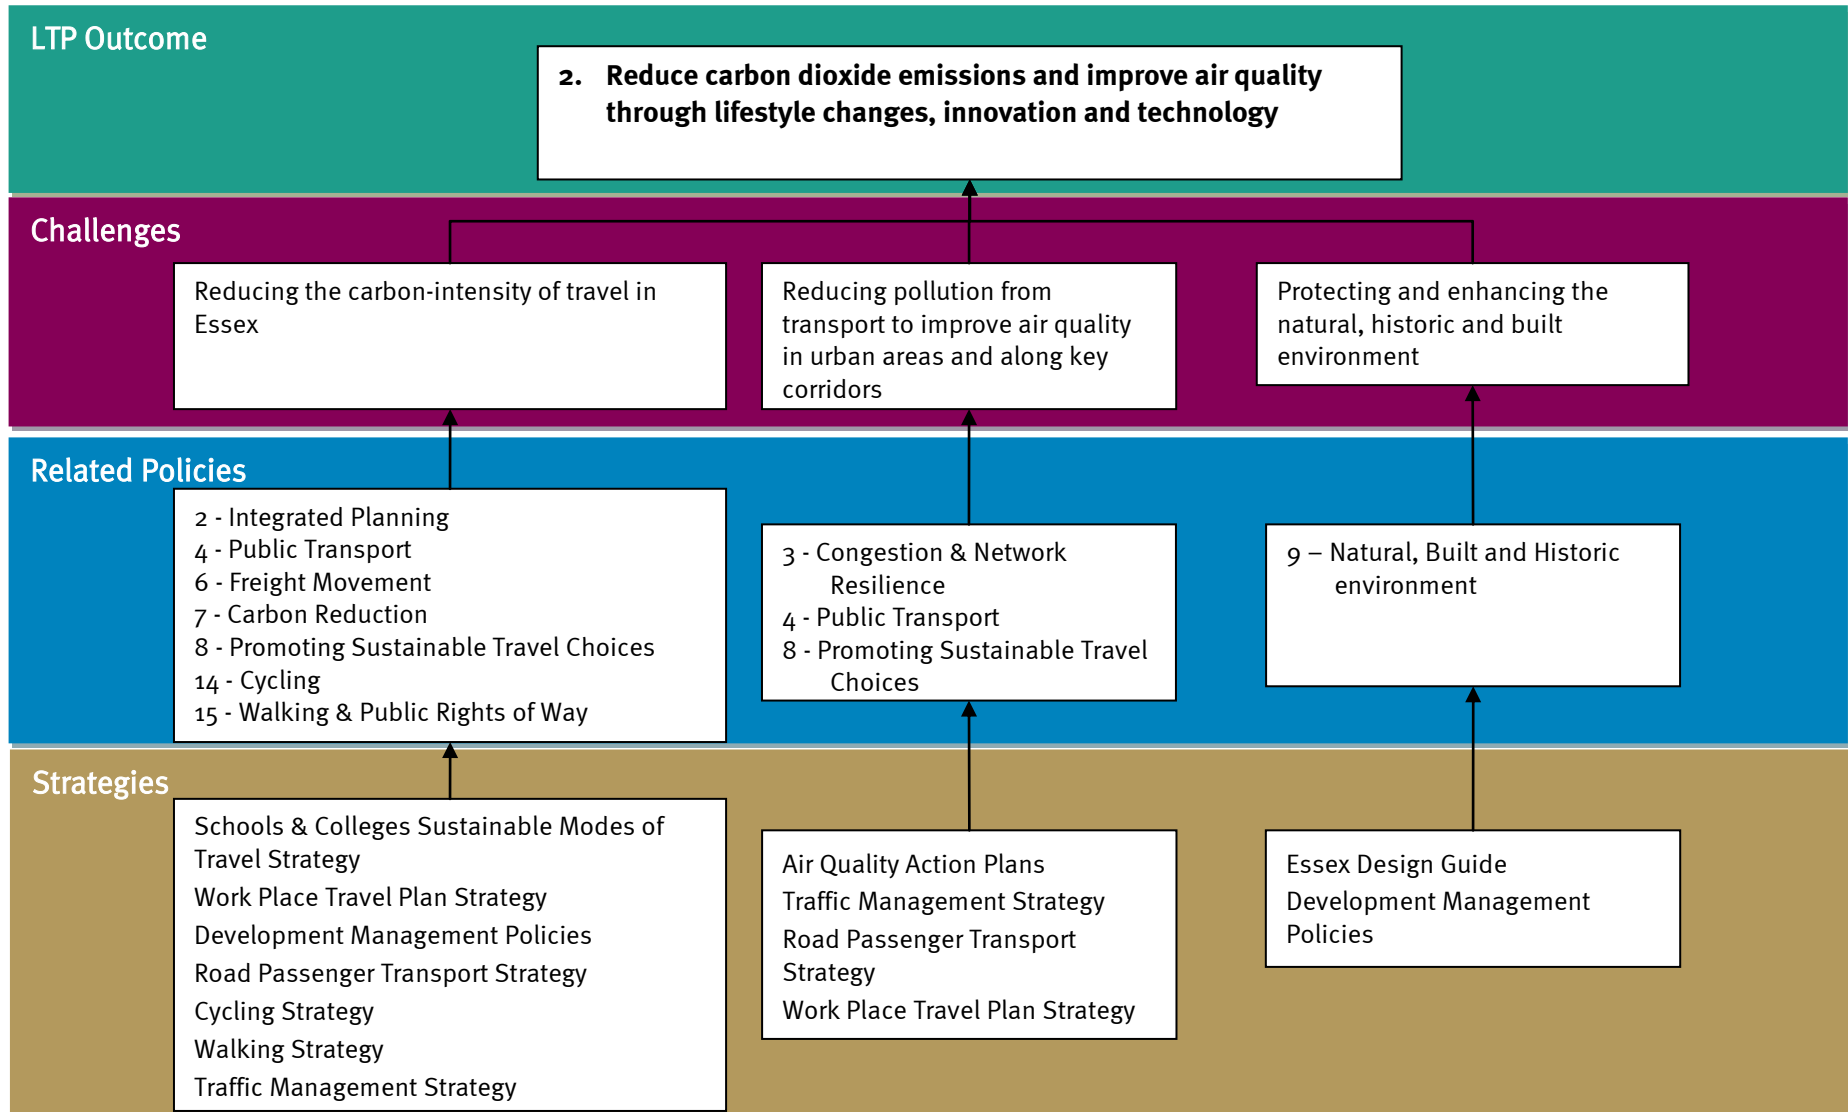 LTP Outcome
2. Reduce carbon dioxide emissions and improve air quality
through lifestyle changes, innovation and technology
Challenges
Reducing the carbon-intensity of travel in
Essex
Reducing pollution from
transport to improve air quality
in urban areas and along key
corridors
Protecting and enhancing the
natural, historic and built
environment
Related Policies
2 - Integrated Planning
4 - Public Transport
6 - Freight Movement
7 - Carbon Reduction
8 - Promoting Sustainable Travel Choices
14 - Cycling
15 - Walking & Public Rights of Way
3 - Congestion & Network
Resilience
4 - Public Transport
8 - Promoting Sustainable Travel
Choices
9 – Natural, Built and Historic
environment
Strategies
Schools & Colleges Sustainable Modes of
Travel Strategy
Work Place Travel Plan Strategy
Development Management Policies
Road Passenger Transport Strategy
Cycling Strategy
Walking Strategy
Traffic Management Strategy
Air Quality Action Plans
Traffic Management Strategy
Road Passenger Transport
Strategy
Work Place Travel Plan Strategy
Essex Design Guide
Development Management
Policies